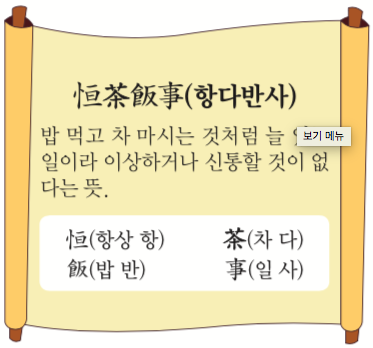 恒茶飯事(항다반사)
밥 먹고 차 마시는 것처럼 늘
보기 메뉴
일이라 이상하거나 신통할 것이 없
다는 뜻.
恒(항상 항) 茶(차 다)
飯(밥 반) 事(일 사)